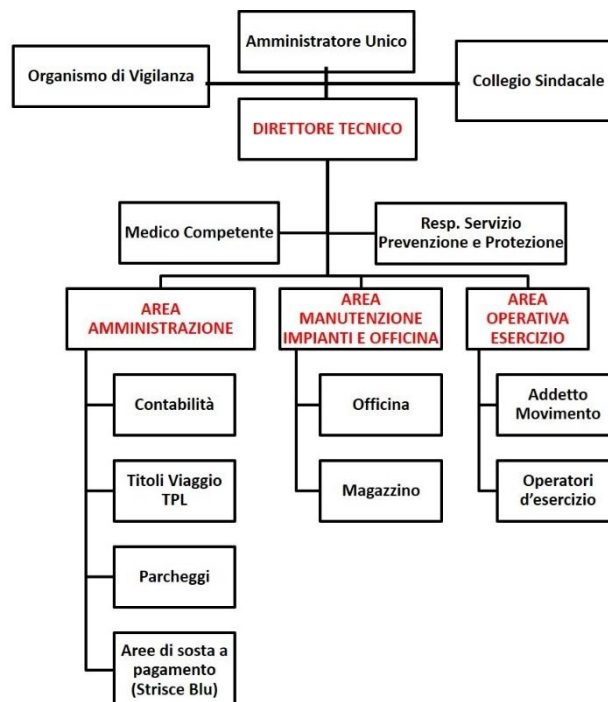 Amministratore Unico
Organismo di Vigilanza
Collegio Sindacale
DIRETTORE TECNICO
Medico Competente
Resp. Servizio
Prevenzione e Protezione
AREA
AMMINISTRAZIONE
AREA
MANUTENZIONE
IMPIANTI E OFFICINA
AREA
OPERATIVA
ESERCIZIO
Contabilità
Officina
Addetto
Movimento
Titoli Viaggio
TPL
Magazzino
Operatori
d’esercizio
Parcheggi
Aree di sosta a
pagamento
(Strisce Blu)